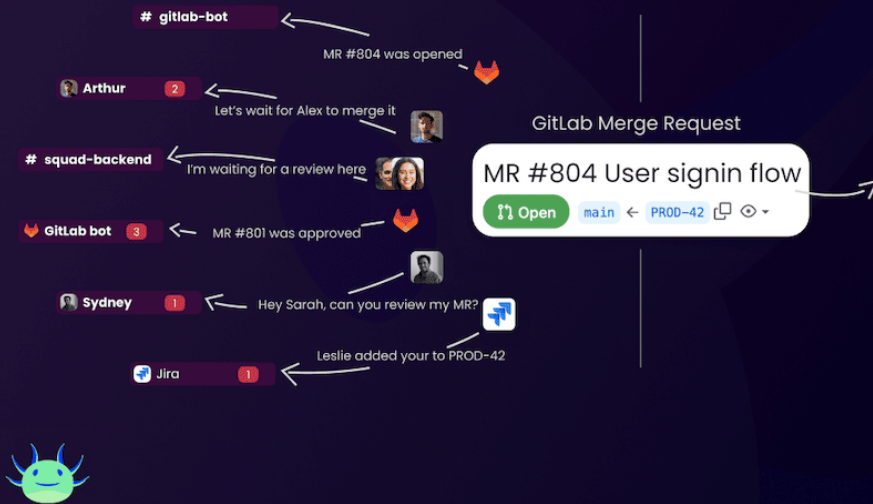 # gitlab-bot
MR #804 was opened
Arthur 2
Let's wait for Alex to merge it
# squad-backend
I'm waiting for a review here
GitLab bot 3
MR #801 was approved
Sydney 1
Hey Sarah, can you review my MR?
Leslie added your to PROD-42
Jira 1
GitLab Merge Request
MR #804 User signin flow
Open main ← PROD-42